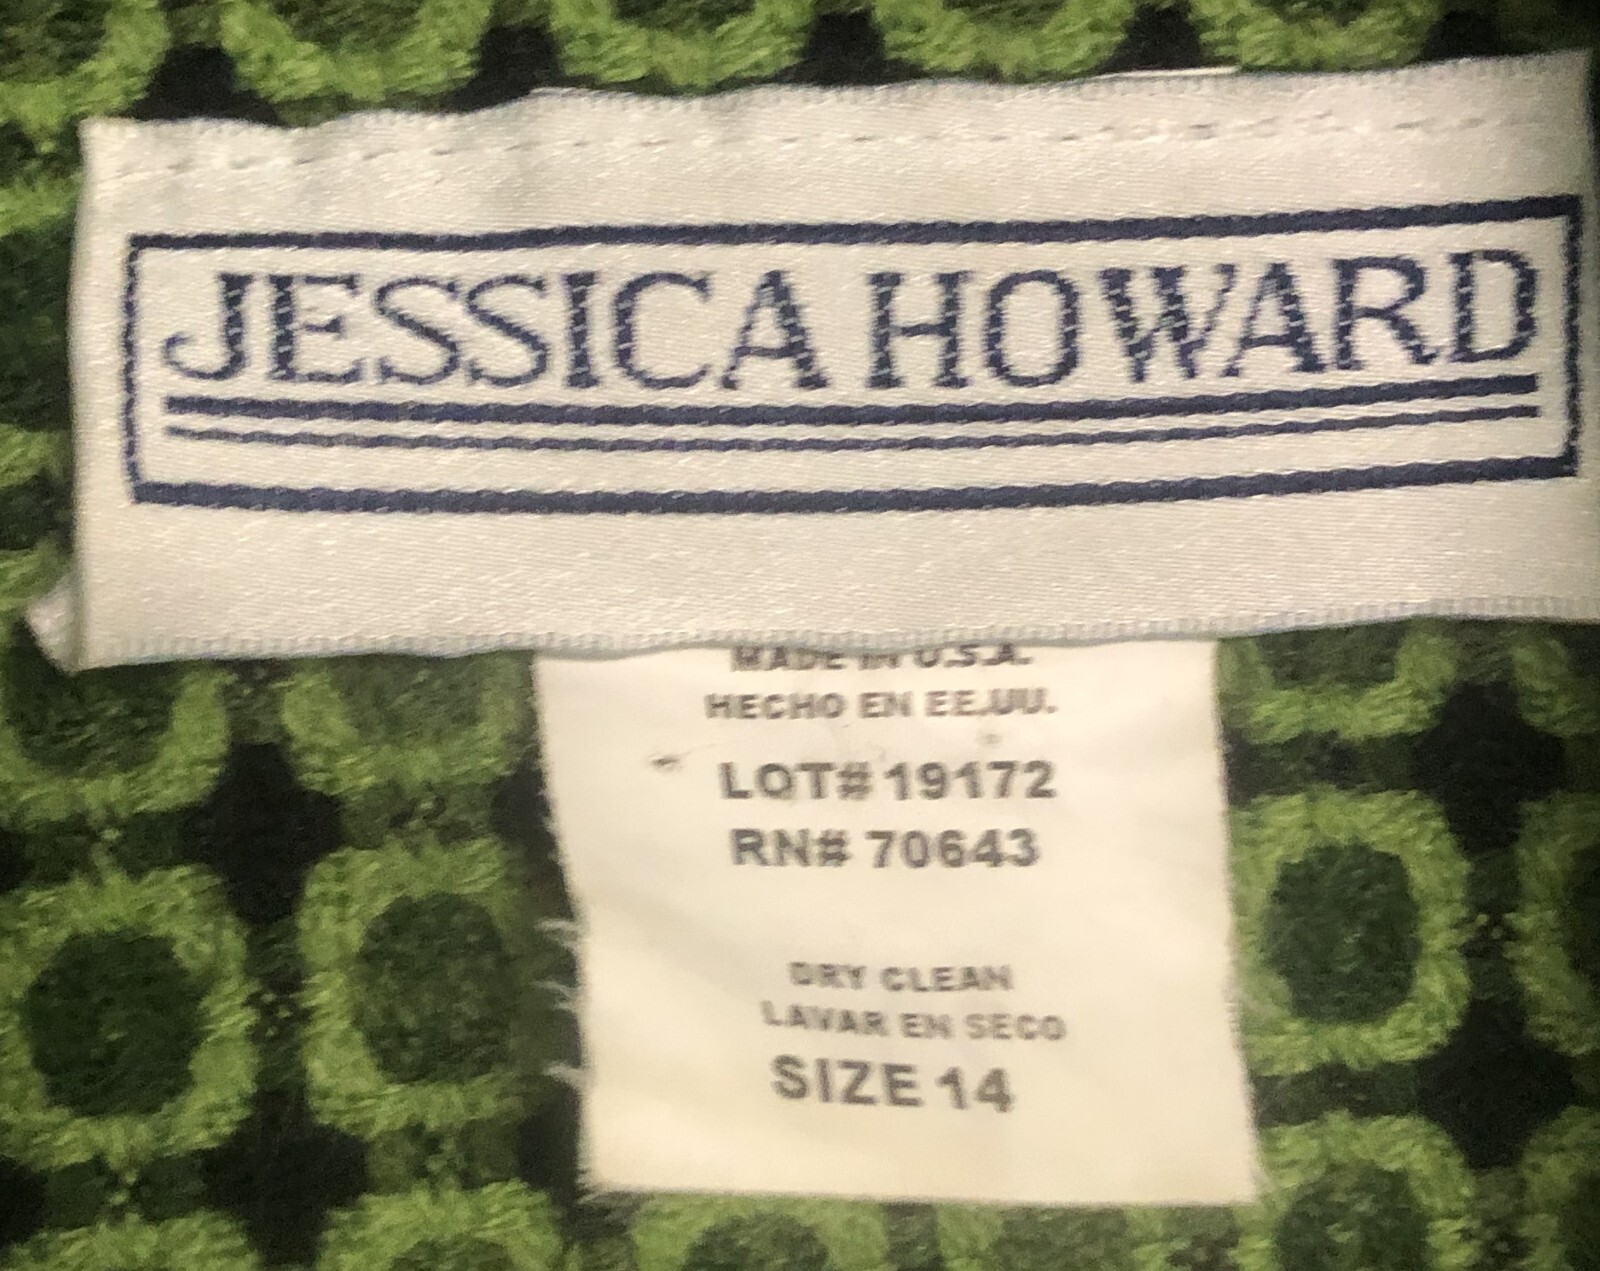 JESSICA HOWARD
MADE IN U.S.A.
HECHO EN EE.UU.
LOT# 19172
RN# 70643
DRY CLEAN
LAVAR EN SECO
SIZE 14